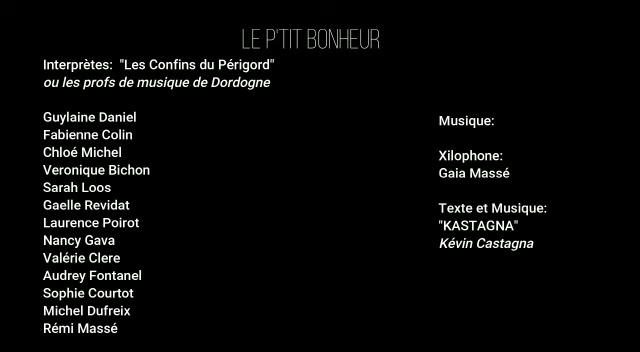 LE P'TIT BONHEUR
Interprètes:  "Les Confins du Périgord"
ou les profs de musique de Dordogne
Guylaine Daniel
Fabienne Colin
Chloé Michel
Veronique Bichon
Sarah Loos
Gaelle Revidat
Laurence Poirot
Nancy Gava
Valérie Clere
Audrey Fontanel
Sophie Courtot
Michel Dufreix
Rémi Massé
Musique:
Xilophone:
Gaia Massé
Texte et Musique:
"KASTAGNA"
Kévin Castagna